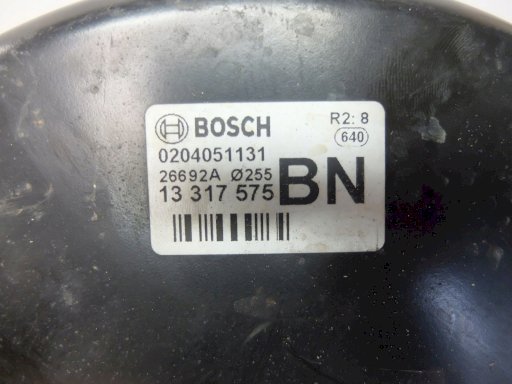 BOSCH R2: 8
640
0204051131
26692A Ø255
13 317 575 BN